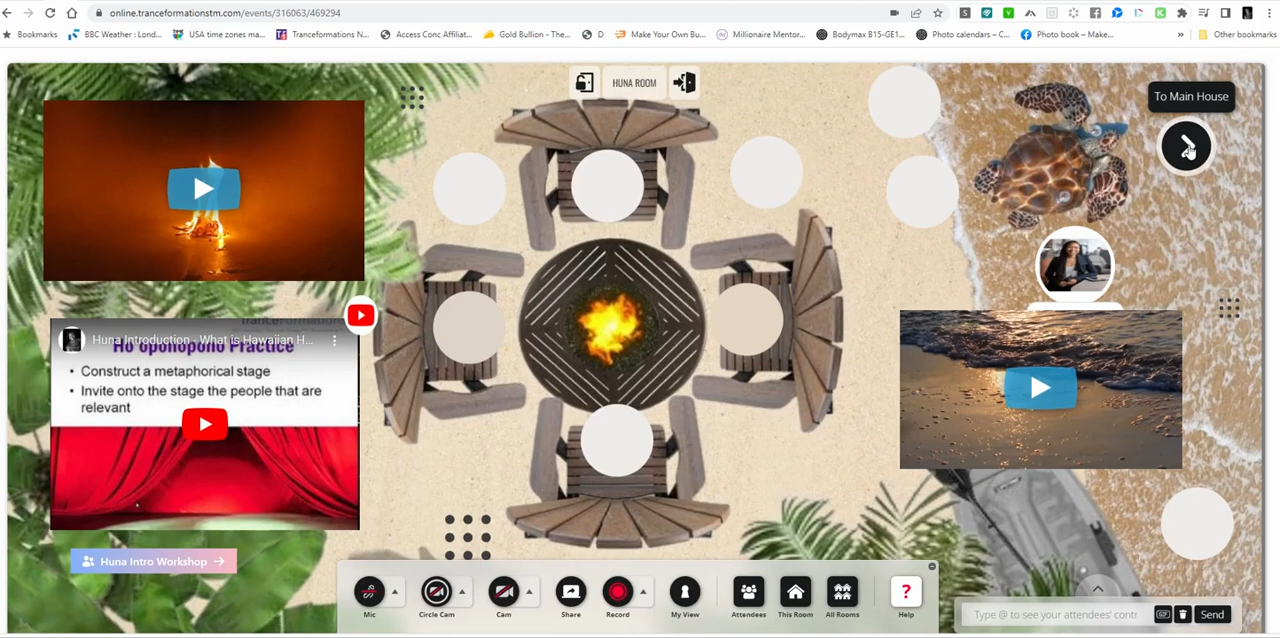 online.tranceformationstm.com/events/316063/469294
Bookmarks
BBC Weather : Lond...
USA time zones ma...
Tranceformations N...
Access Conc Affiliat...
Gold Bullion - The...
D
Make Your Own Bu...
Millionaire Mentor...
Bodymax B15-GE1...
Photo calendars – C...
Photo book – Make...
»
Other bookmarks
HUNA ROOM
To Main House
Huna Introduction - What is Hawaiian H...
Ho'oponopono Practice
• Construct a metaphorical stage
• Invite onto the stage the people that are
relevant
Huna Intro Workshop →
Mic
Circle Cam
Cam
Share
Record
My View
Attendees
This Room
All Rooms
?
Help
Type @ to see your attendees' contr
GIF
Send